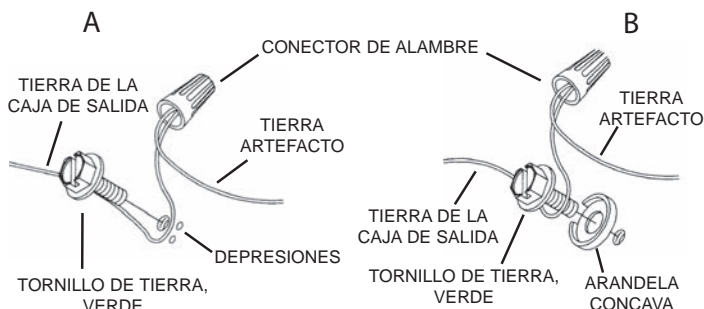 A
B
CONECTOR DE ALAMBRE
TIERRA DE LA
CAJA DE SALIDA
TIERRA
ARTEFACTO
TIERRA
ARTEFACTO
TIERRA DE LA
CAJA DE SALIDA
DEPRESIONES
TORNILLO DE TIERRA,
VERDE
TORNILLO DE TIERRA,
VERDE
ARANDELA
CONCAVA